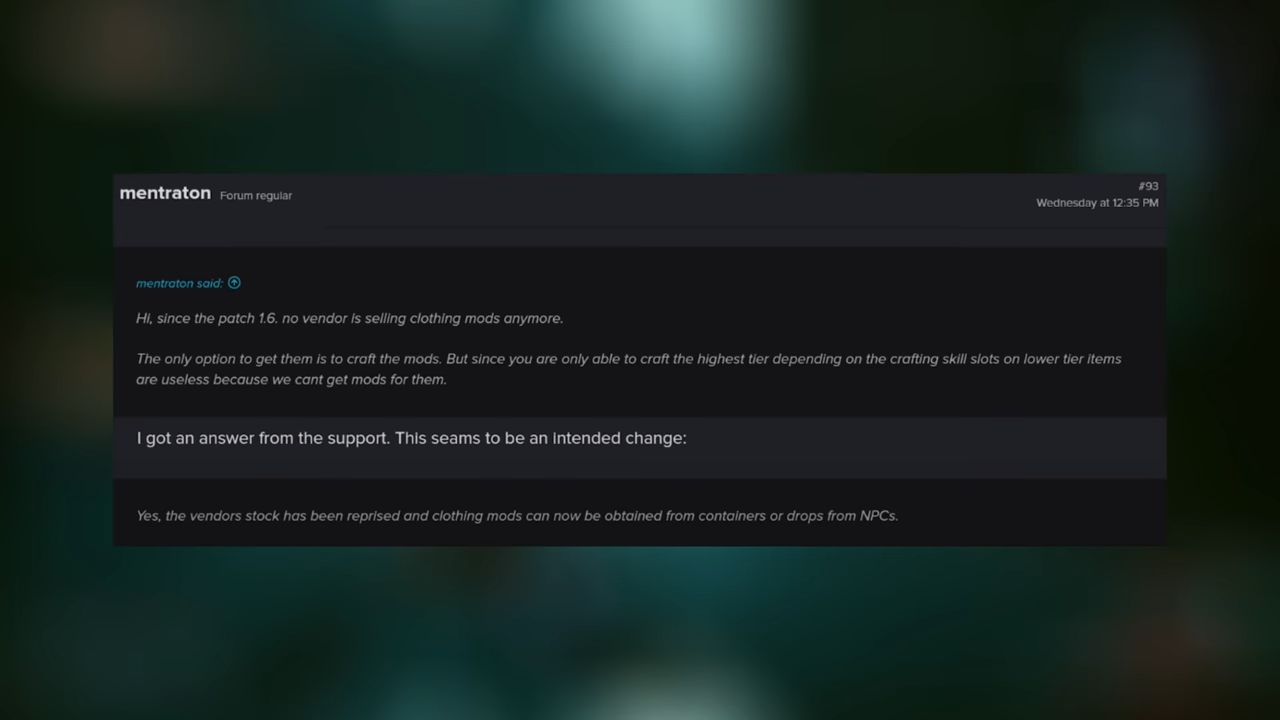 mentraton Forum regular
#93
Wednesday at 12:35 PM
mentraton said:
Hi, since the patch 1.6. no vendor is selling clothing mods anymore.
The only option to get them is to craft the mods. But since you are only able to craft the highest tier depending on the crafting skill slots on lower tier items
are useless because we cant get mods for them.
I got an answer from the support. This seams to be an intended change:
Yes, the vendors stock has been reprised and clothing mods can now be obtained from containers or drops from NPCs.